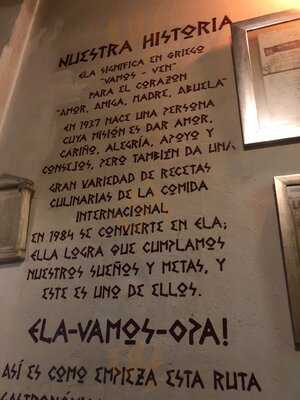 NUESTRA HISTORIA
ELA SIGNIFICA EN GRIEGO
"VAMOS - VEN"
PARA EL CORAZON
"AMOR, AMIGA, MADRE, ABUELA"
EN 1937 NACE UNA PERSONA
CUYA MISIÓN ES DAR AMOR,
CARIÑO, ALEGRÍA, APOYO Y
CONSEJOS, PERO TAMBIÉN DA UNA
GRAN VARIEDAD DE RECETAS
CULINARIAS DE LA COMIDA
INTERNACIONAL
EN 1984 SE CONVIERTE EN ELA;
ELLA LOGRA QUE CUMPLAMOS
NUESTROS SUEÑOS Y METAS, Y
ESTE ES UNO DE ELLOS.
ELA-VAMOS-OPA!
ASÍ ES COMO EMPIEZA ESTA RUTA